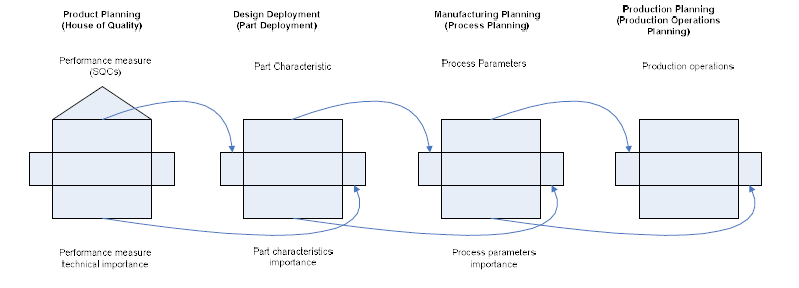 Product Planning
(House of Quality)
Design Deployment
(Part Deployment)
Manufacturing Planning
(Process Planning)
Production Planning
(Production Operations
Planning)
Performance measure
(SQCs)
Part Characteristic
Process Parameters
Production operations
Performance measure
technical importance
Part characteristics
importance
Process parameters
importance